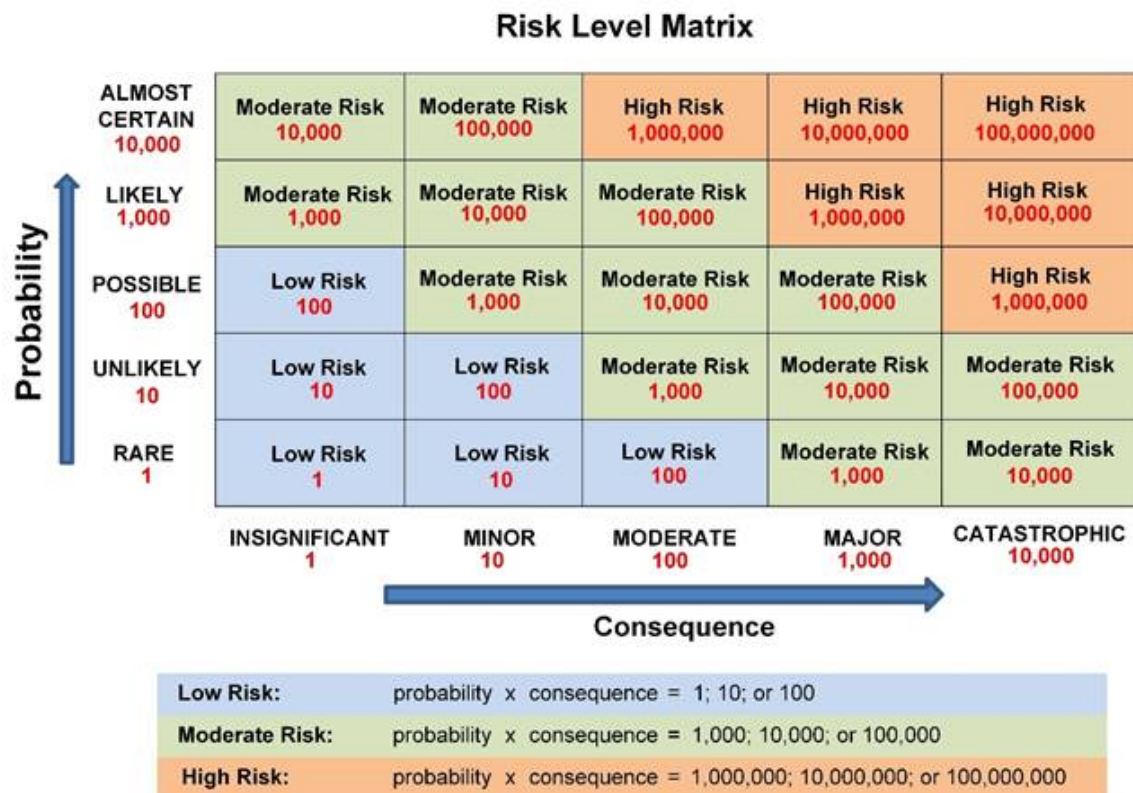 Risk Level Matrix
Probability
ALMOST
CERTAIN
10,000
Moderate Risk
10,000
Moderate Risk
100,000
High Risk
1,000,000
High Risk
10,000,000
High Risk
100,000,000
LIKELY
1,000
Moderate Risk
1,000
Moderate Risk
10,000
Moderate Risk
100,000
High Risk
1,000,000
High Risk
10,000,000
POSSIBLE
100
Low Risk
100
Moderate Risk
1,000
Moderate Risk
10,000
Moderate Risk
100,000
High Risk
1,000,000
UNLIKELY
10
Low Risk
10
Low Risk
100
Moderate Risk
1,000
Moderate Risk
10,000
Moderate Risk
100,000
RARE
1
Low Risk
1
Low Risk
10
Low Risk
100
Moderate Risk
1,000
Moderate Risk
10,000
INSIGNIFICANT
1
MINOR
10
MODERATE
100
MAJOR
1,000
CATASTROPHIC
10,000
Consequence
Low Risk: probability x consequence = 1; 10; or 100
Moderate Risk: probability x consequence = 1,000; 10,000; or 100,000
High Risk: probability x consequence = 1,000,000; 10,000,000; or 100,000,000